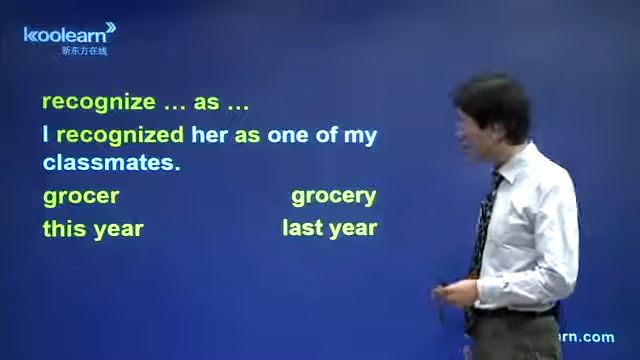 koolearn
新东方在线
recognize ... as ...
I recognized her as one of my
classmates.
grocer grocery
this year last year
rn.com